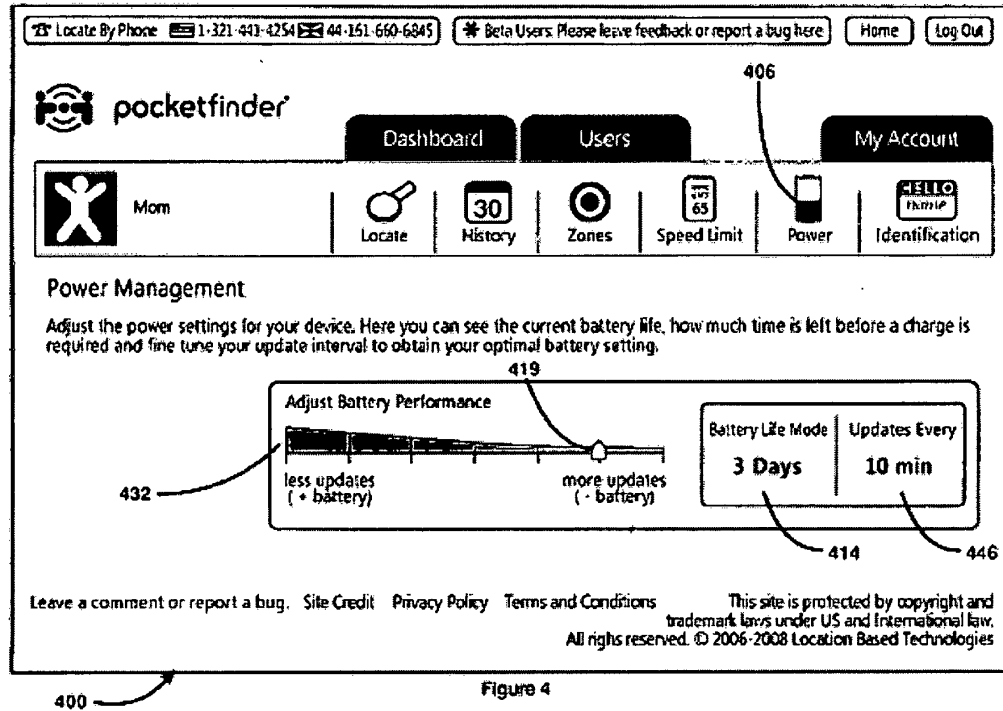 ☎ Locate By Phone 1-321-441-4254 44-161-660-6845 ✱ Beta Users: Please leave feedback or report a bug here Home Log Out
406
pocketfinder
Dashboard Users My Account
Mom
30
65
HELLO
Locate History Zones Speed Limit Power Identification
Power Management
Adjust the power settings for your device. Here you can see the current battery life, how much time is left before a charge is
required and fine tune your update interval to obtain your optimal battery setting.
419
Adjust Battery Performance
Battery Life Mode Updates Every
3 Days 10 min
less updates more updates
( + battery) ( - battery)
432
414 446
Leave a comment or report a bug. Site Credit Privacy Policy Terms and Conditions This site is protected by copyright and
trademark laws under US and International law.
All righs reserved. © 2006-2008 Location Based Technologies
400
Figure 4